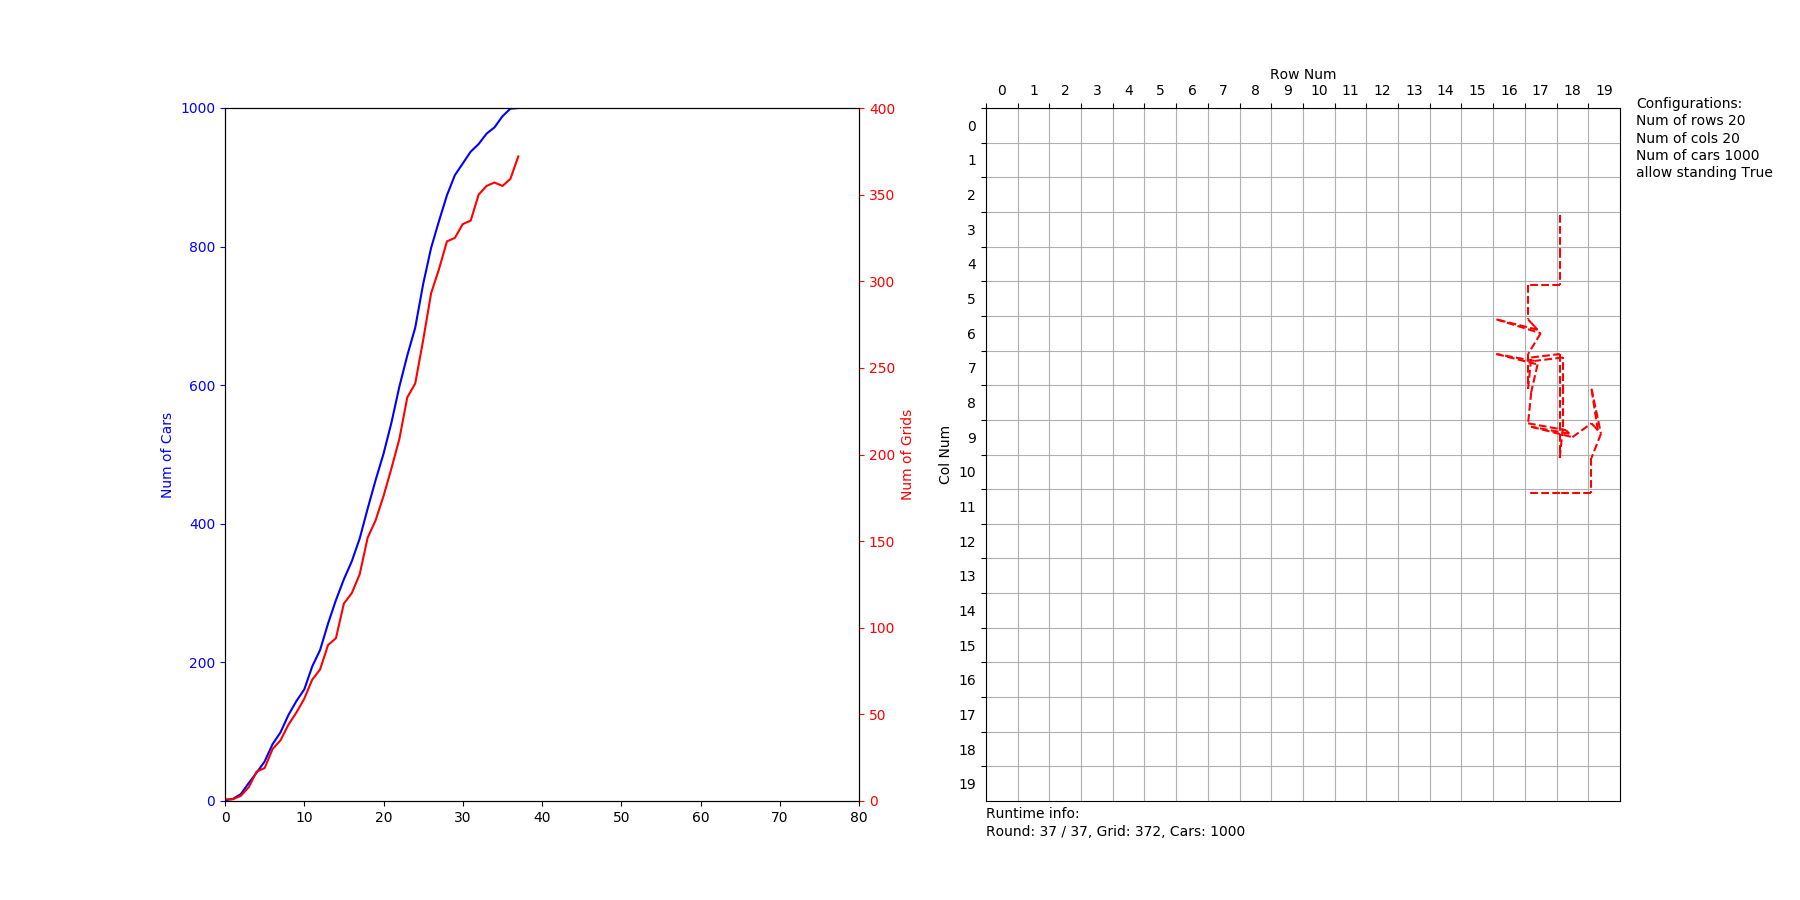 Row Num
0 1 2 3 4 5 6 7 8 9 10 11 12 13 14 15 16 17 18 19
Configurations:
Num of rows 20
Num of cols 20
Num of cars 1000
allow standing True
1000
800
600
400
200
0
Num of Cars
0 10 20 30 40 50 60 70 80
400
350
300
250
200
150
100
50
0
Num of Grids
Col Num
0
1
2
3
4
5
6
7
8
9
10
11
12
13
14
15
16
17
18
19
Runtime info:
Round: 37 / 37, Grid: 372, Cars: 1000